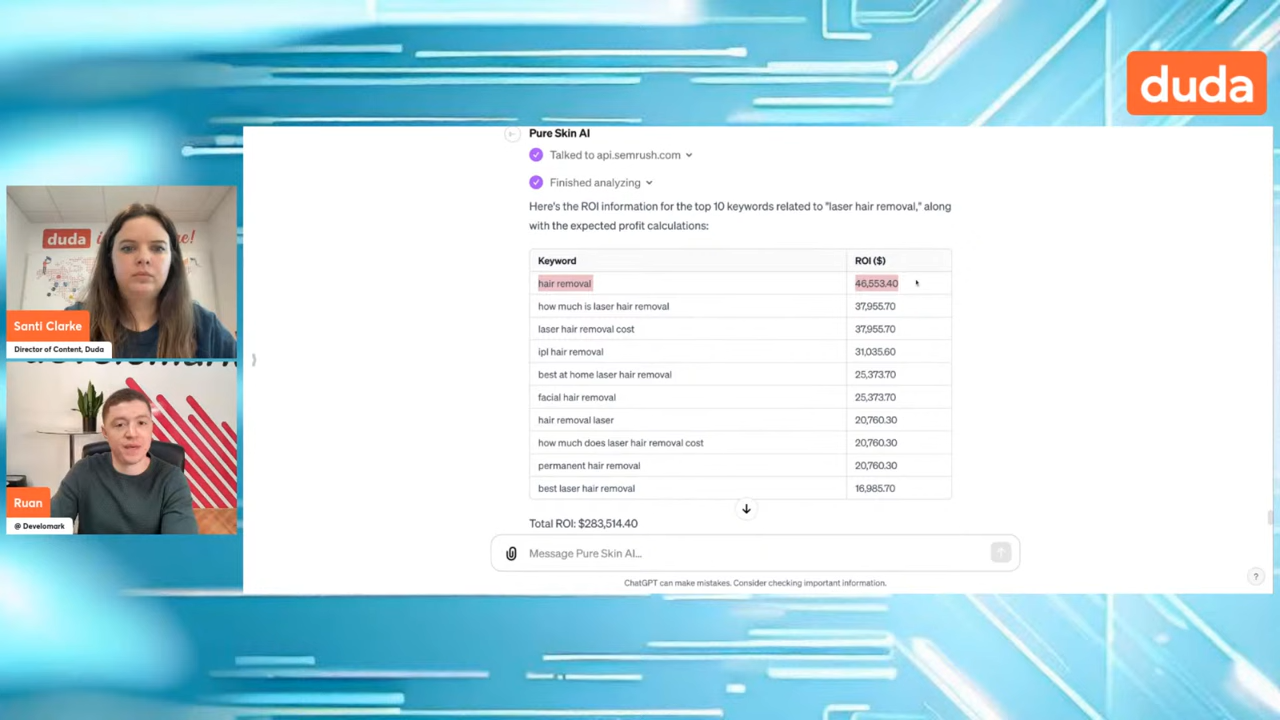 duda
Pure Skin AI
Talked to api.semrush.com
Finished analyzing
Here's the ROI information for the top 10 keywords related to "laser hair removal," along
with the expected profit calculations:
Keyword ROI ($)
hair removal 46,553.40
how much is laser hair removal 37,955.70
laser hair removal cost 37,955.70
ipl hair removal 31,035.60
best at home laser hair removal 25,373.70
facial hair removal 25,373.70
hair removal laser 20,760.30
how much does laser hair removal cost 20,760.30
permanent hair removal 20,760.30
best laser hair removal 16,985.70
Total ROI: $283,514.40
Message Pure Skin AI...
ChatGPT can make mistakes. Consider checking important information.
?
duda
Santi Clarke
Director of Content, Duda
Ruan
@ Develomark